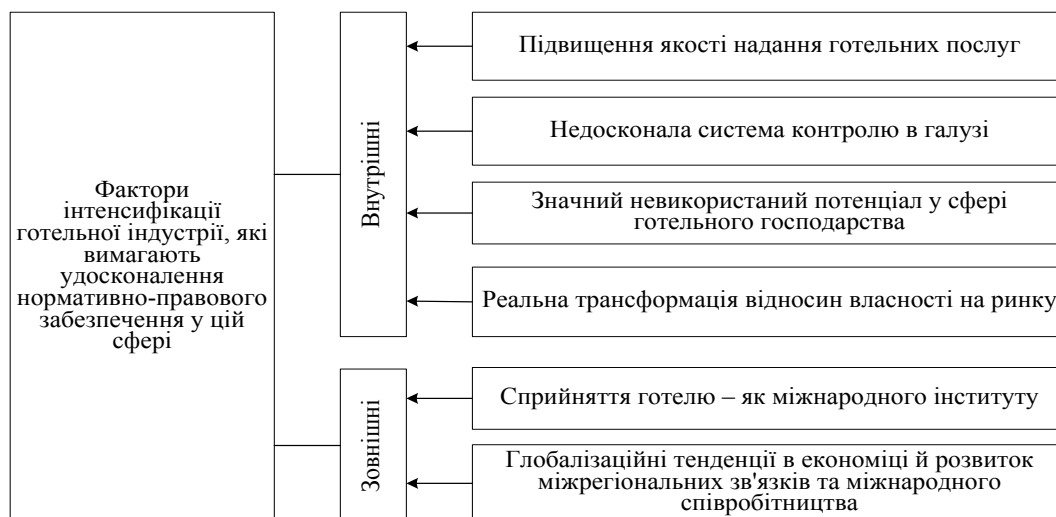 Фактори
інтенсифікації
готельної індустрії, які
вимагають
удосконалення
нормативно-правового
забезпечення у цій
сфері
Внутрішні
Підвищення якості надання готельних послуг
Недосконала система контролю в галузі
Значний невикористаний потенціал у сфері
готельного господарства
Реальна трансформація відносин власності на ринку
Зовнішні
Сприйняття готелю – як міжнародного інституту
Глобалізаційні тенденції в економіці й розвиток
міжрегіональних зв'язків та міжнародного
співробітництва